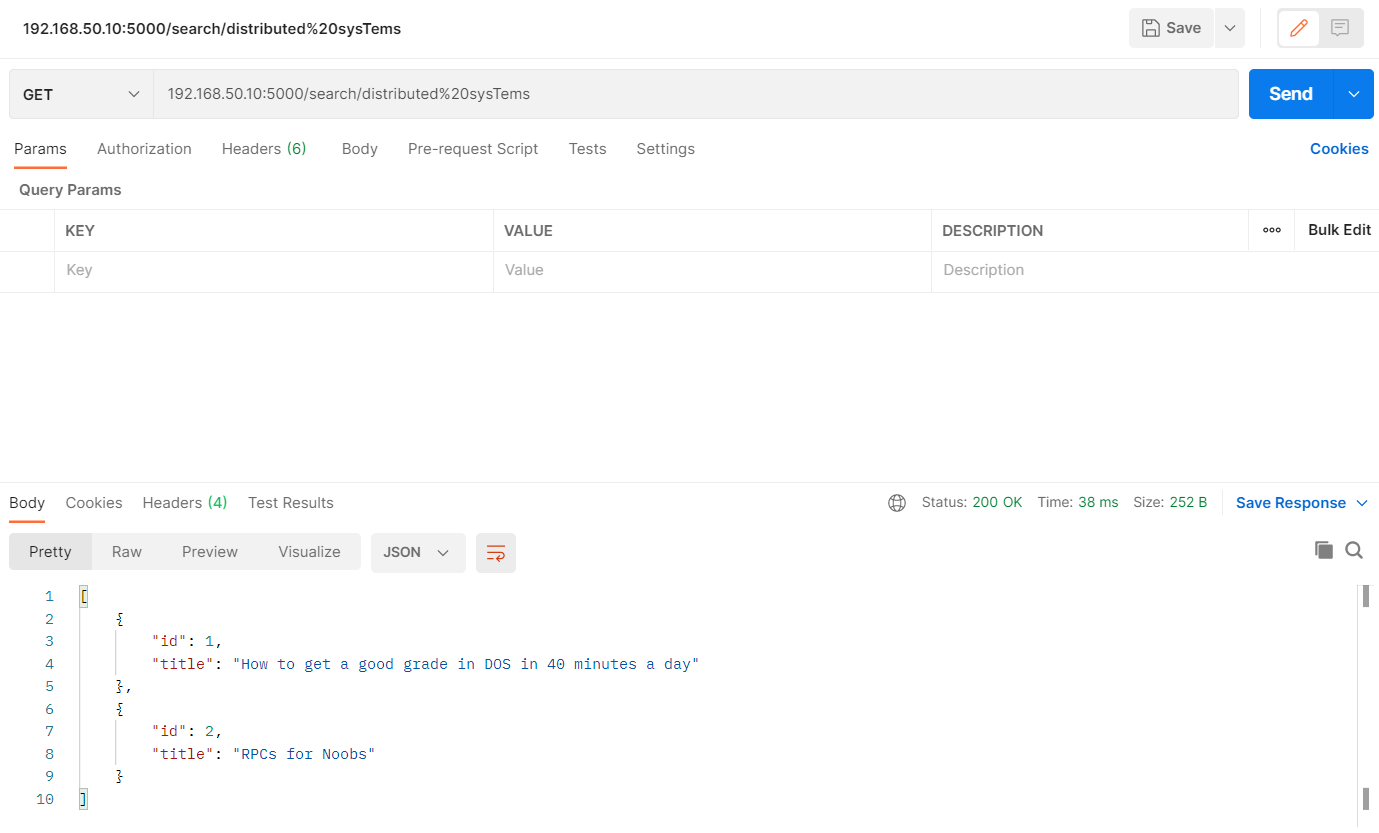 192.168.50.10:5000/search/distributed%20sysTems Save
GET 192.168.50.10:5000/search/distributed%20sysTems Send
Params Authorization Headers (6) Body Pre-request Script Tests Settings Cookies
Query Params
KEY VALUE DESCRIPTION ooo Bulk Edit
Key Value Description
Body Cookies Headers (4) Test Results Status: 200 OK Time: 38 ms Size: 252 B Save Response
Pretty Raw Preview Visualize JSON
1 [
2 {
3 "id": 1,
4 "title": "How to get a good grade in DOS in 40 minutes a day"
5 },
6 {
7 "id": 2,
8 "title": "RPCs for Noobs"
9 }
10 ]